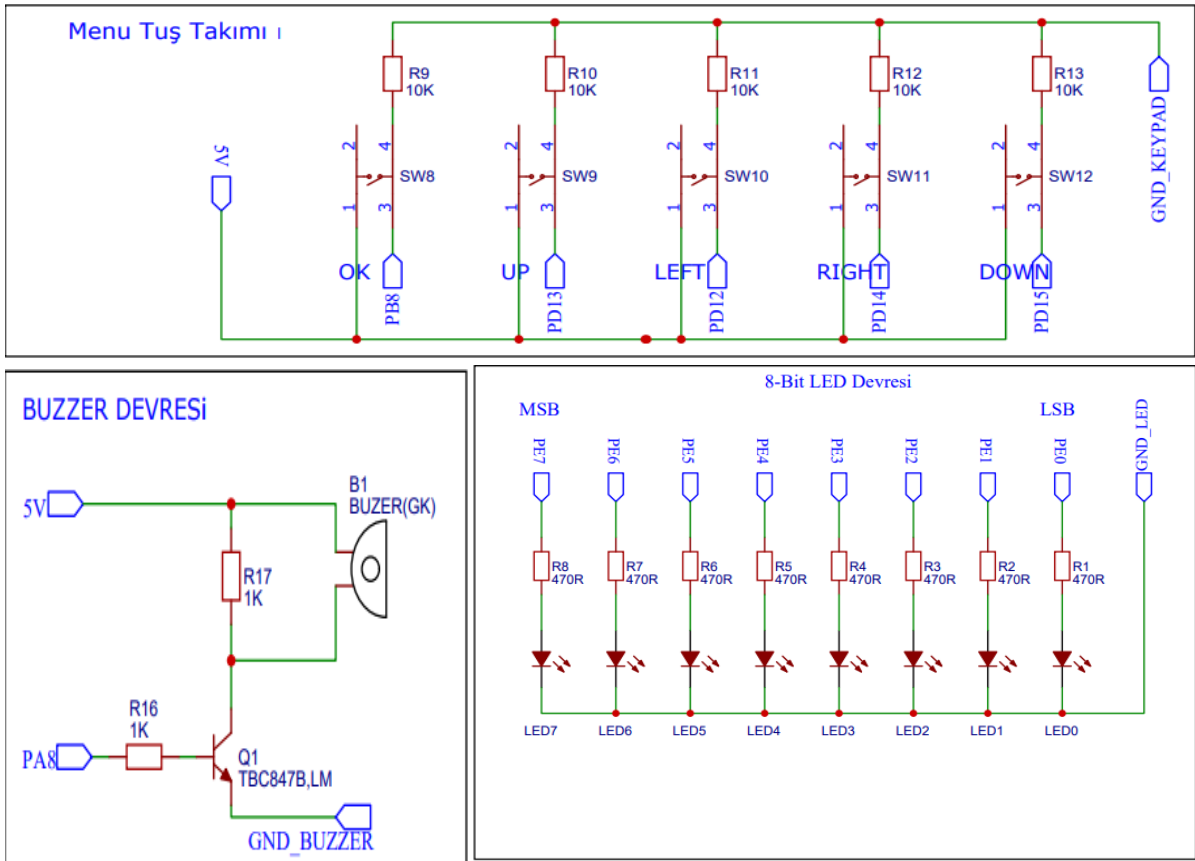 Menu Tuş Takımı ı
R9
10K
R10
10K
R11
10K
R12
10K
R13
10K
GND_KEYPAD
5V
2 4
1 3
SW8
2 4
1 3
SW9
2 4
1 3
SW10
2 4
1 3
SW11
2 4
1 3
SW12
OK
PB8
UP
PD13
LEFT
PD12
RIGHT
PD14
DOWN
PD15
BUZZER DEVRESİ
5V
B1
BUZER(GK)
R17
1K
R16
1K
PA8
Q1
TBC847B,LM
GND_BUZZER
8-Bit LED Devresi
MSB
LSB
PE7
PE6
PE5
PE4
PE3
PE2
PE1
PE0
GND_LED
R8
470R
R7
470R
R6
470R
R5
470R
R4
470R
R3
470R
R2
470R
R1
470R
LED7
LED6
LED5
LED4
LED3
LED2
LED1
LED0